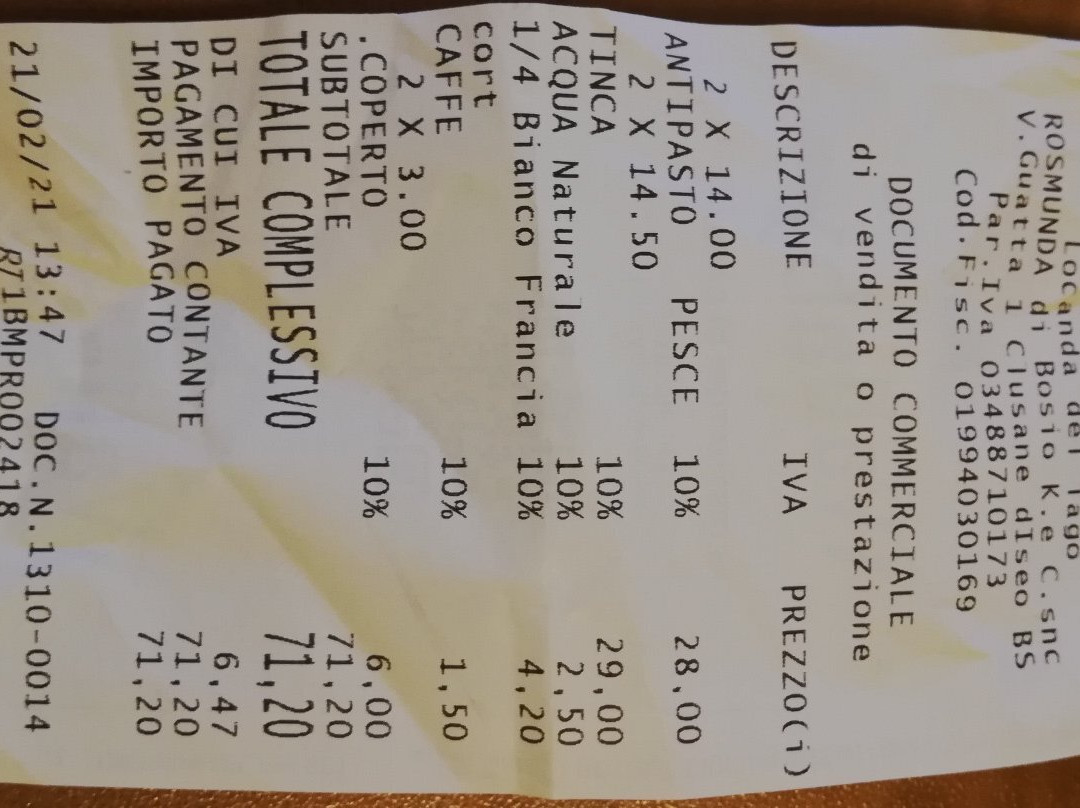 Locanda del lago
ROSMUNDA di Bosio K.e C.snc
V.Guatta 1 Clusane dIseo BS
Par.Iva 03488710173
Cod.Fisc. 01994030169
DOCUMENTO COMMERCIALE
di vendita o prestazione
DESCRIZIONE IVA PREZZO(i)
2 X 14.00
ANTIPASTO PESCE 10% 28,00
2 X 14.50
TINCA 10% 29,00
ACQUA Naturale 10% 2,50
1/4 Bianco Francia 10% 4,20
cort
CAFFE 10% 1,50
2 X 3.00
.COPERTO 10% 6,00
SUBTOTALE 71,20
TOTALE COMPLESSIVO 71,20
DI CUI IVA 6,47
PAGAMENTO CONTANTE 71,20
IMPORTO PAGATO 71,20
21/02/21 13:47 DOC.N.1310-0014
RT1BMPR002418